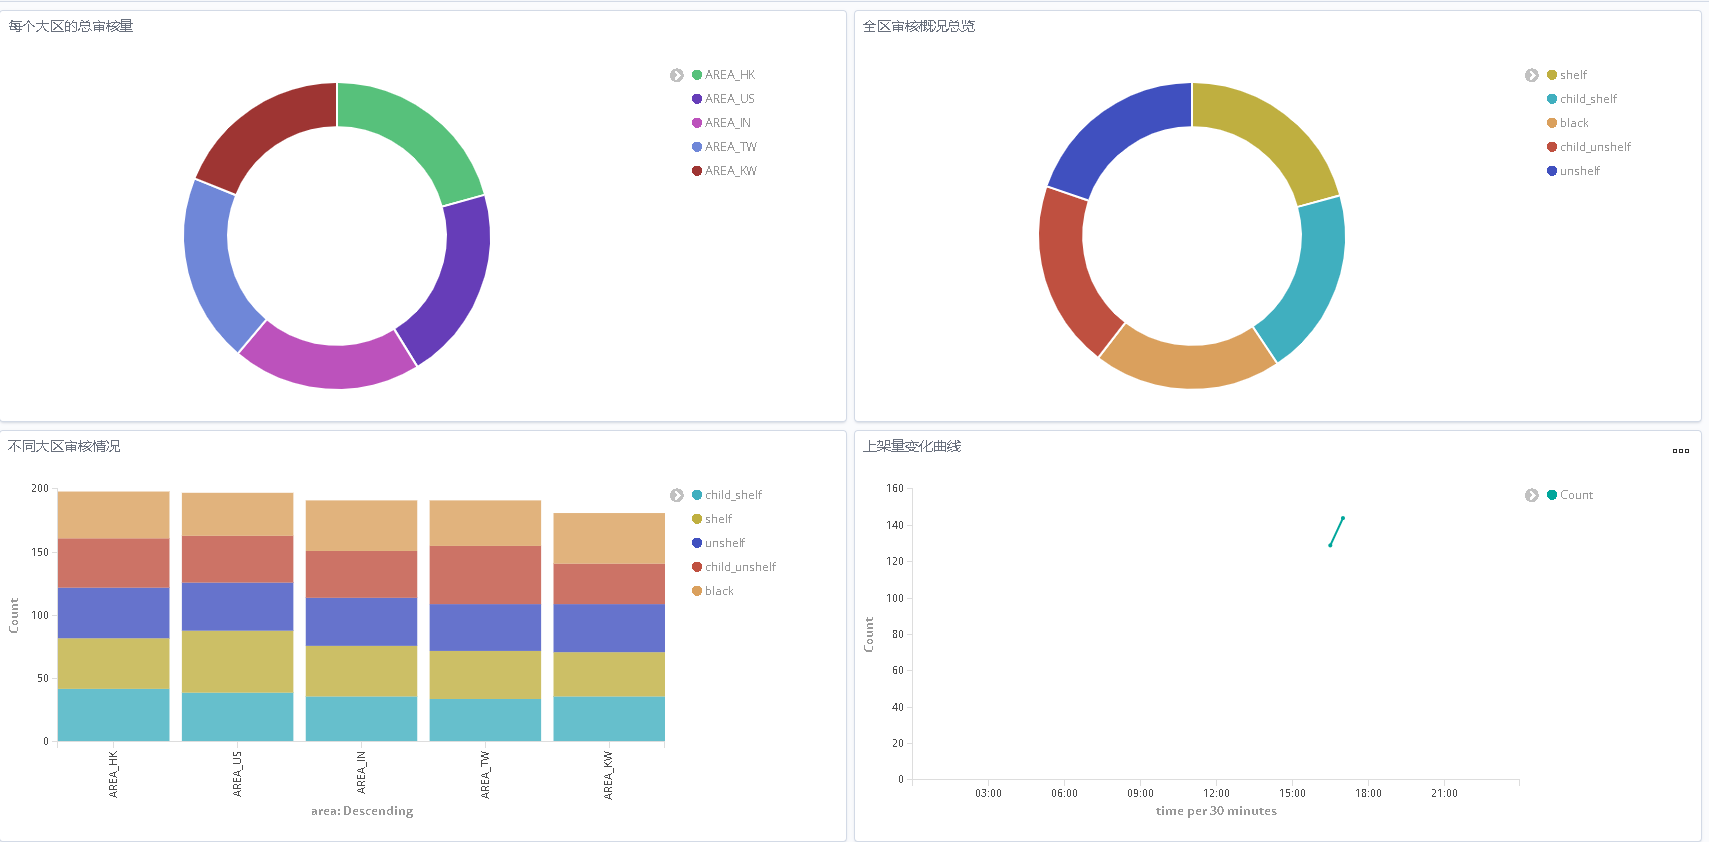 每个大区的总审核量
AREA_HK
AREA_US
AREA_IN
AREA_TW
AREA_KW
全区审核概况总览
shelf
child_shelf
black
child_unshelf
unshelf
不同大区审核情况
200
150
100
50
0
Count
AREA_HK
AREA_US
AREA_IN
AREA_TW
AREA_KW
area: Descending
child_shelf
shelf
unshelf
child_unshelf
black
上架量变化曲线
160
140
120
100
80
60
40
20
0
Count
03:00
06:00
09:00
12:00
15:00
18:00
21:00
time per 30 minutes
Count